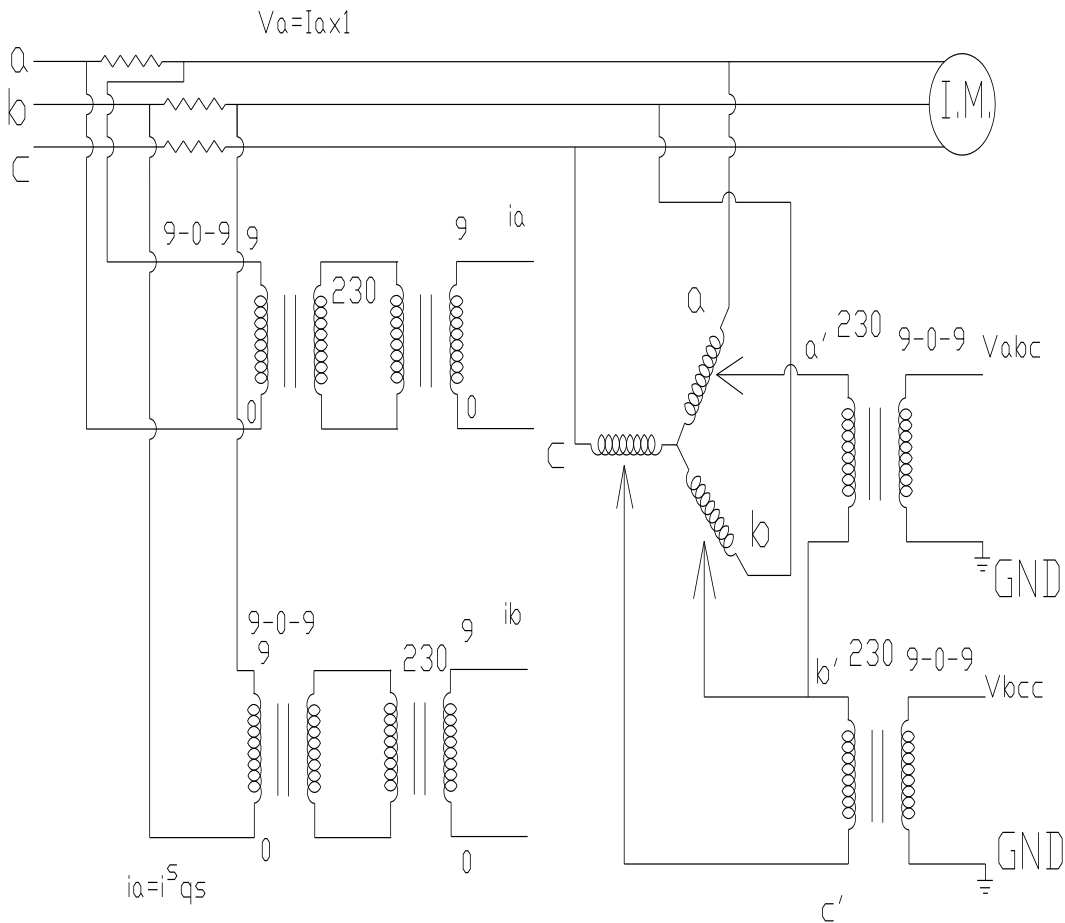 Va=Iax1
a
b
c
I.M.
9-0-9
9
230
9
ia
0
0
a
c
b
a'
230
9-0-9
Vabc
GND
9-0-9
9
230
9
ib
0
0
b'
230
9-0-9
Vbcc
GND
c'
ia=i^s qs